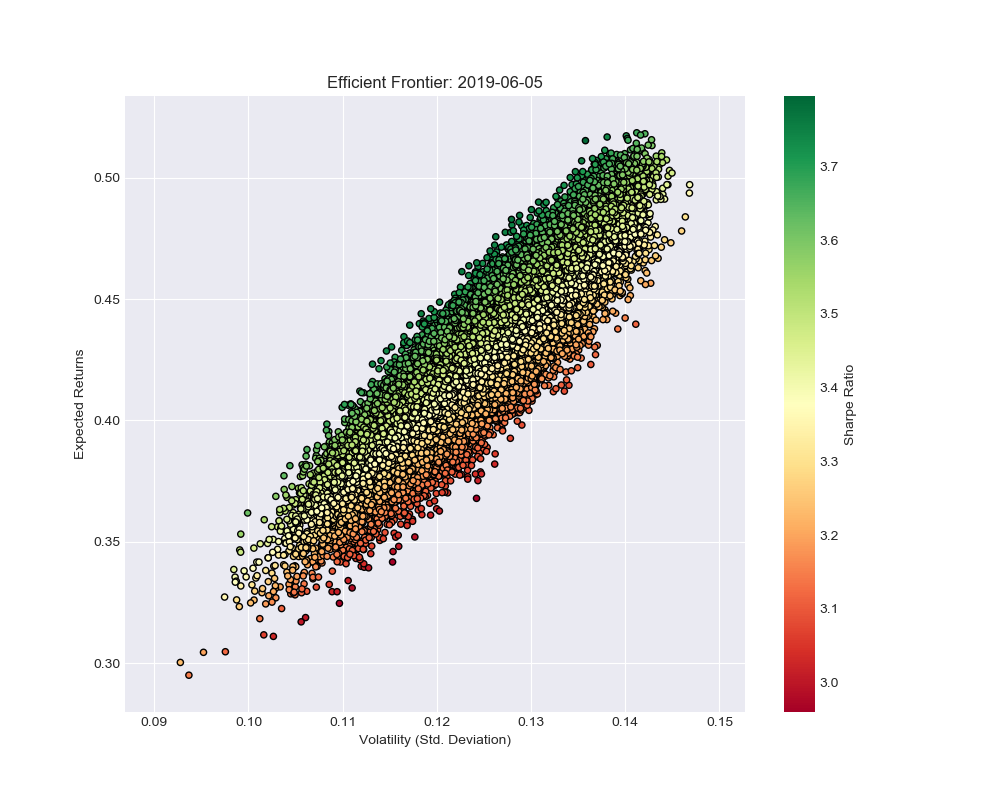 Efficient Frontier: 2019-06-05
Expected Returns
0.50
0.45
0.40
0.35
0.30
0.09 0.10 0.11 0.12 0.13 0.14 0.15
Volatility (Std. Deviation)
3.7
3.6
3.5
3.4
3.3
3.2
3.1
3.0
Sharpe Ratio